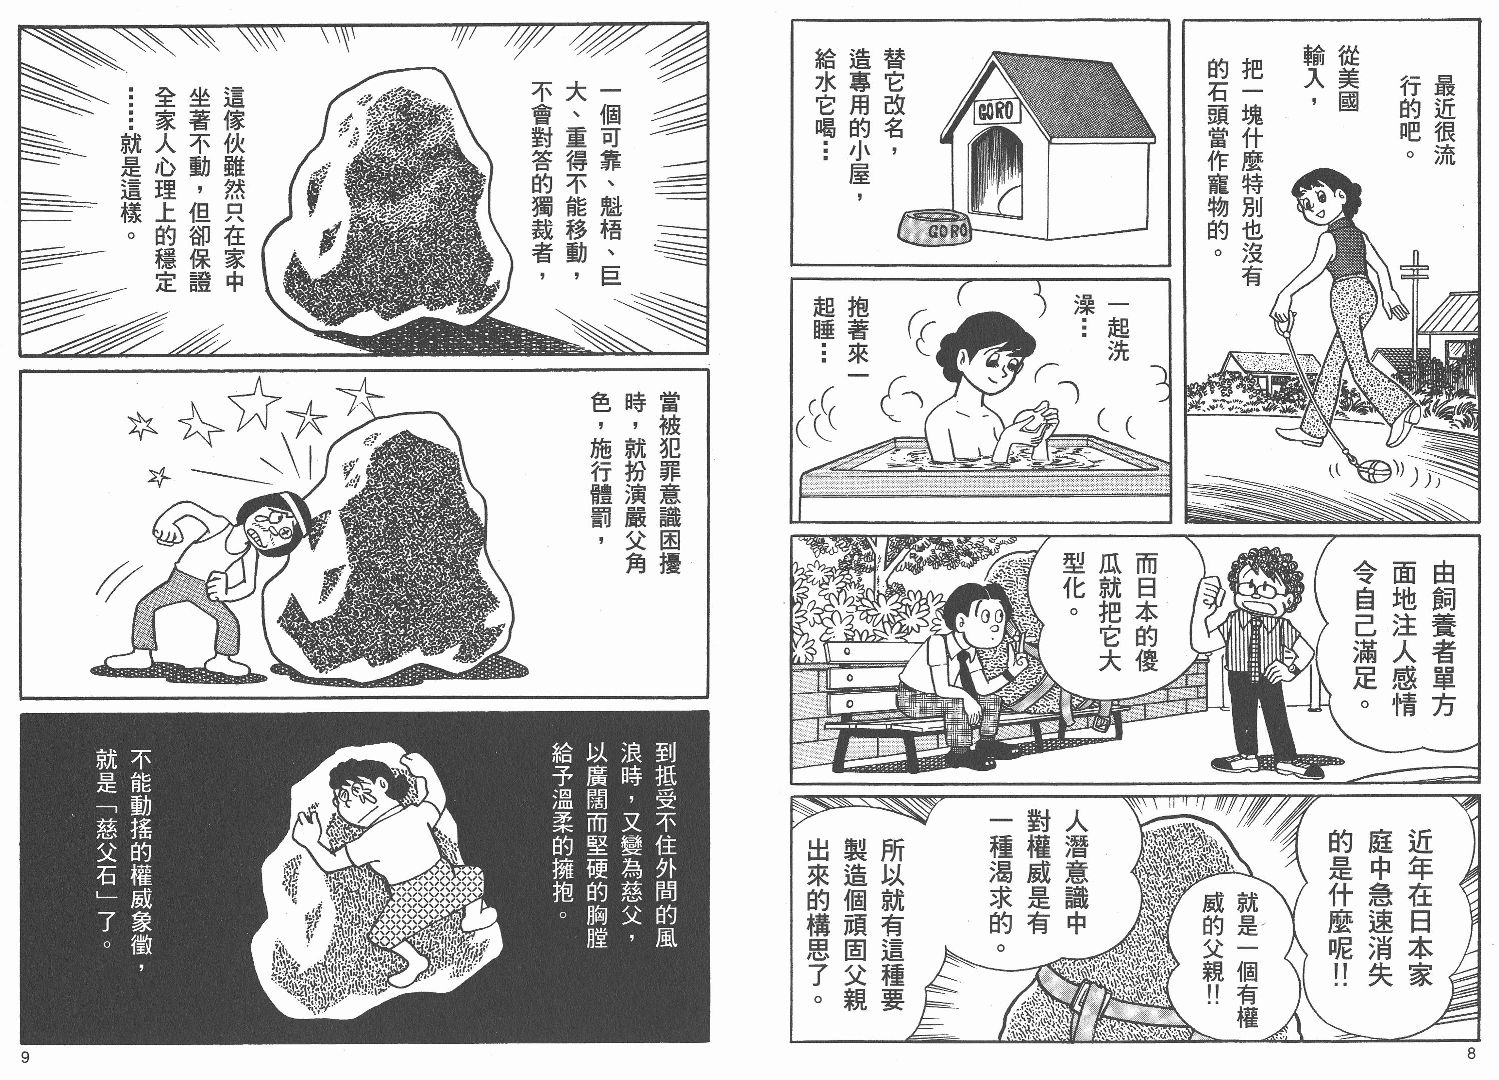 最近很流
行的吧。
從美國
輸入，
把一塊什麼特別也沒有
的石頭當作寵物的。
替它改名，
造專用的小屋，
給水它喝…
GORO
GORO
一起洗
澡…
抱著來一
起睡…
由飼養者單方
面地注人感情
令自己滿足。
而日本的傻
瓜就把它大
型化。
近年在日本家
庭中急速消失
的是什麼呢!!
就是一個有權
威的父親!!
人潛意識中
對權威是有
一種渴求的。
所以就有這種要
製造個頑固父親
出來的構思了。
8
一個可靠、魁梧、巨
大、重得不能移動，
不會對答的獨裁者，
這傢伙雖然只在家中
坐著不動，但卻保證
全家人心理上的穩定
……就是這樣。
當被犯罪意識困擾
時，就扮演嚴父角
色，施行體罰，
到抵受不住外間的風
浪時，又變為慈父，
以廣闊而堅硬的胸膛
給予溫柔的擁抱。
不能動搖的權威象徵，
就是「慈父石」了。
9